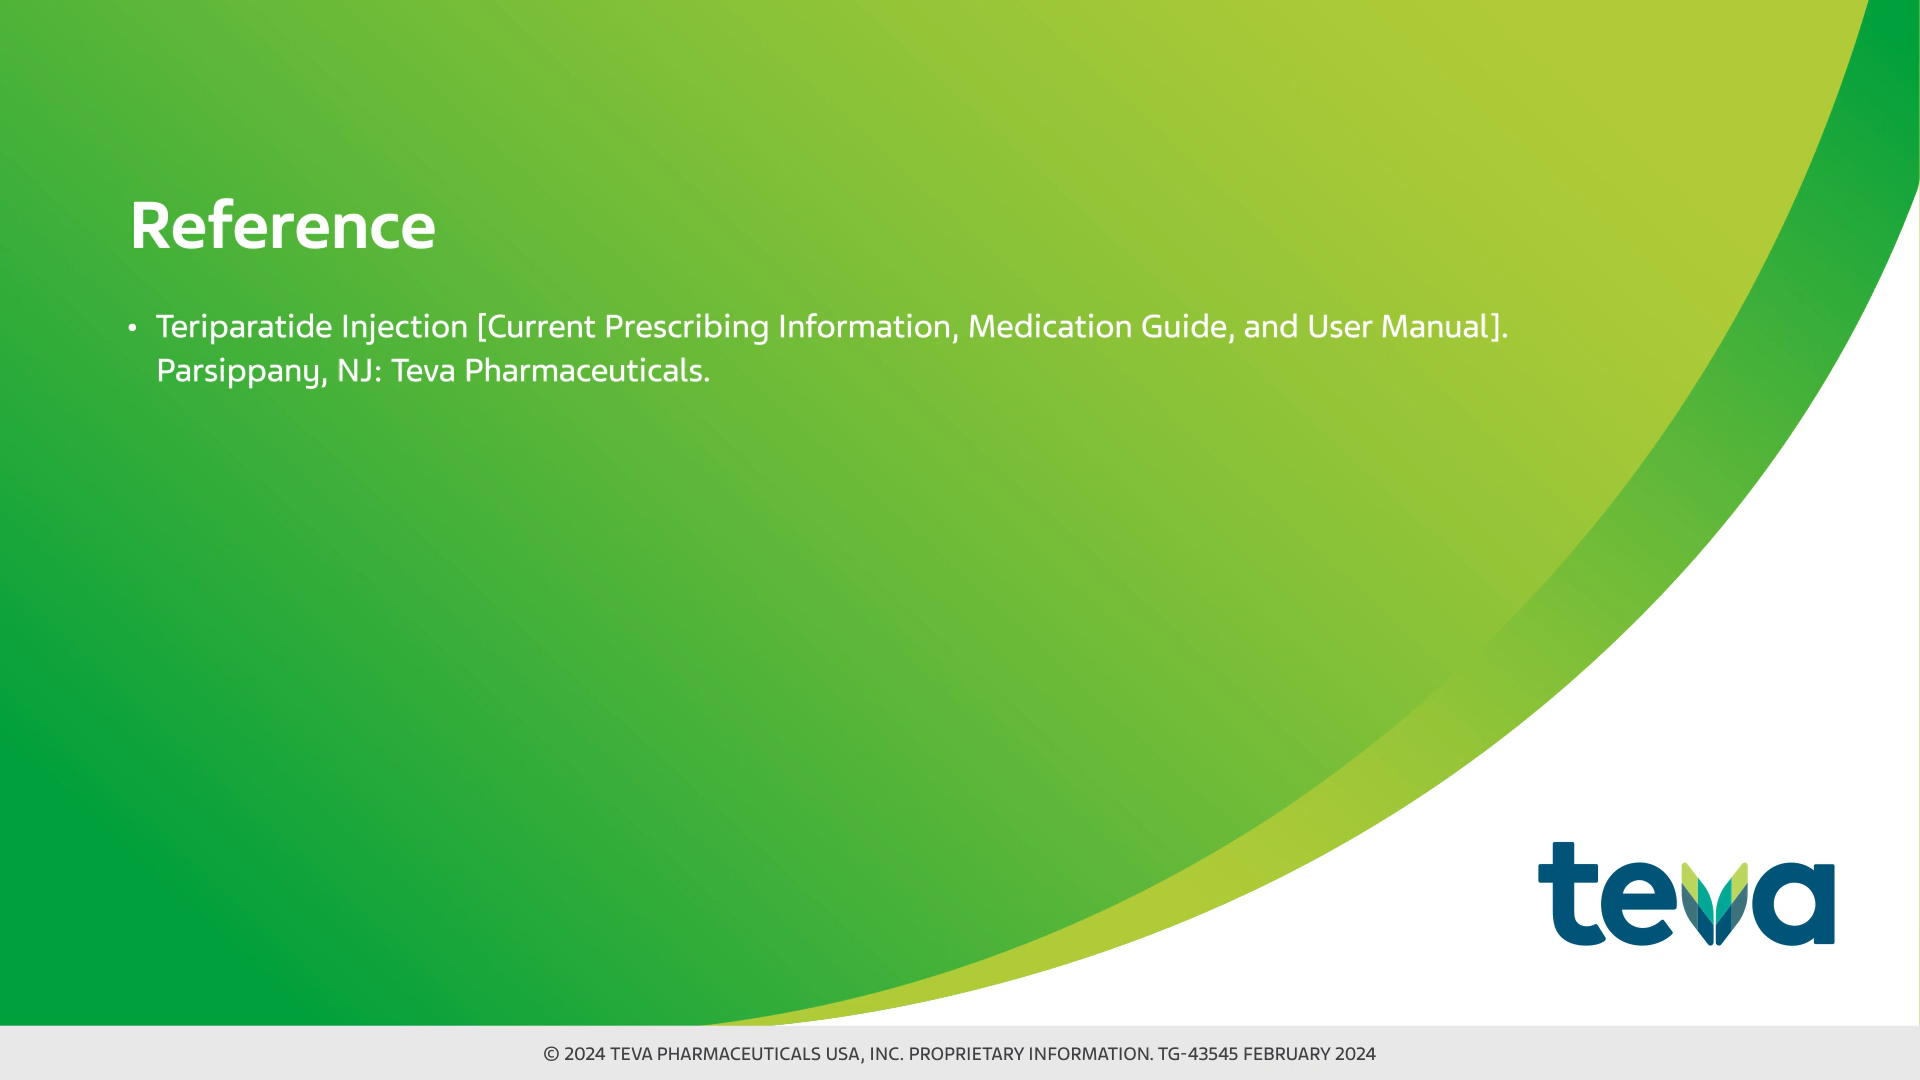 Reference
• Teriparatide Injection [Current Prescribing Information, Medication Guide, and User Manual].
Parsippany, NJ: Teva Pharmaceuticals.
teva
© 2024 TEVA PHARMACEUTICALS USA, INC. PROPRIETARY INFORMATION. TG-43545 FEBRUARY 2024